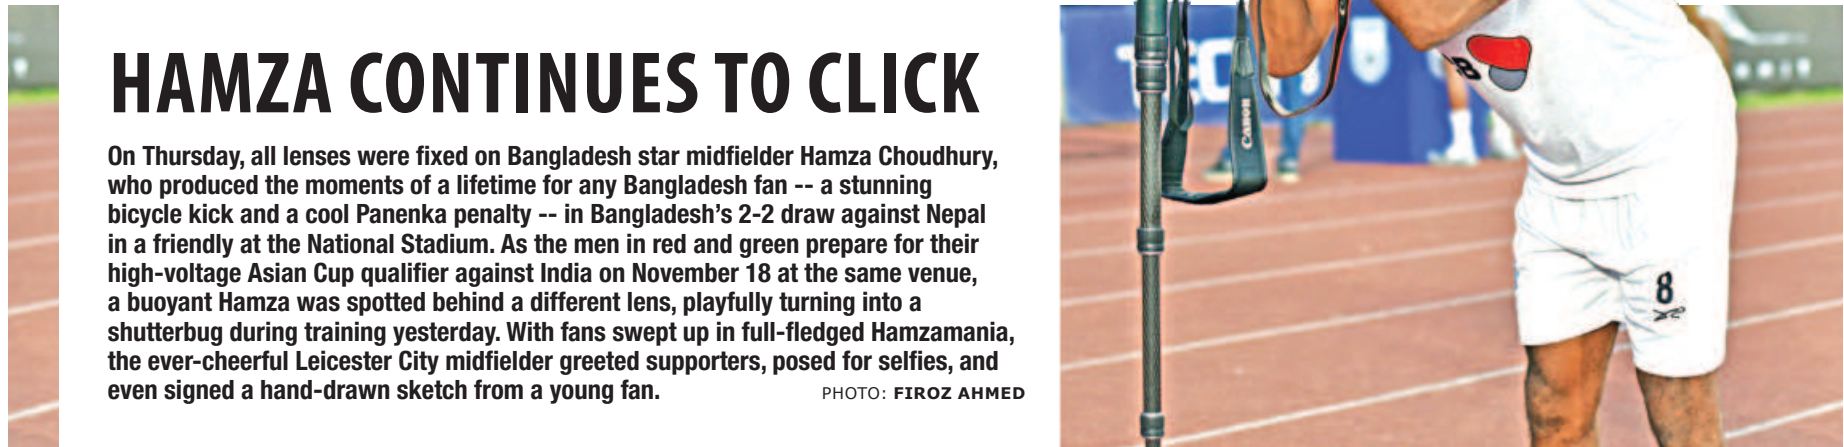 HAMZA CONTINUES TO CLICK
On Thursday, all lenses were fixed on Bangladesh star midfielder Hamza Choudhury,
who produced the moments of a lifetime for any Bangladesh fan -- a stunning
bicycle kick and a cool Panenka penalty -- in Bangladesh’s 2-2 draw against Nepal
in a friendly at the National Stadium. As the men in red and green prepare for their
high-voltage Asian Cup qualifier against India on November 18 at the same venue,
a buoyant Hamza was spotted behind a different lens, playfully turning into a
shutterbug during training yesterday. With fans swept up in full-fledged Hamzamania,
the ever-cheerful Leicester City midfielder greeted supporters, posed for selfies, and
even signed a hand-drawn sketch from a young fan.
PHOTO: FIROZ AHMED
Canon
8
8